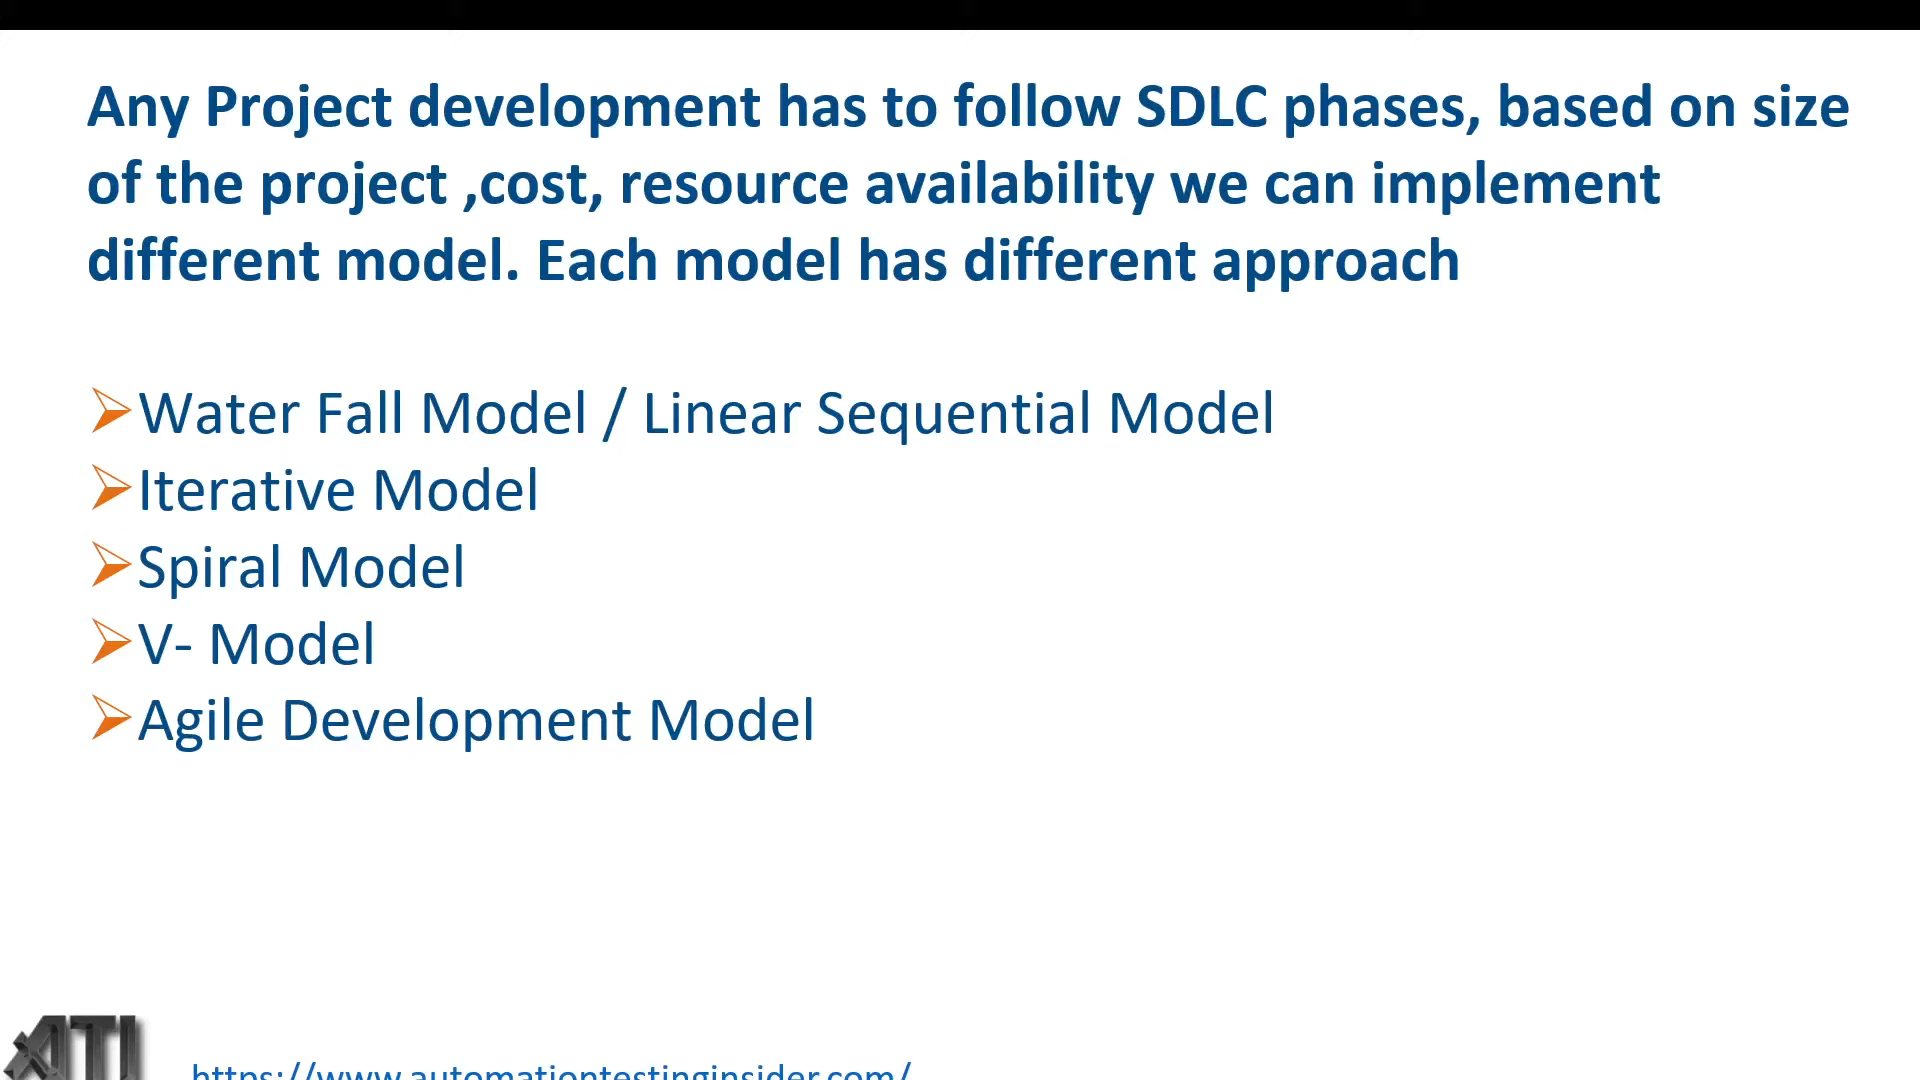 Any Project development has to follow SDLC phases, based on size
of the project ,cost, resource availability we can implement
different model. Each model has different approach
Water Fall Model / Linear Sequential Model
Iterative Model
Spiral Model
V- Model
Agile Development Model
ATI
https://www.automationtestinginsider.com/